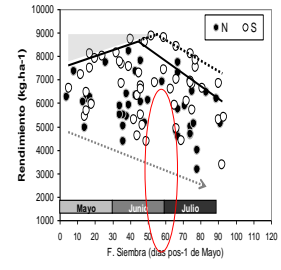 10000
9000
8000
7000
6000
5000
4000
3000
2000
1000
Rendimiento (kg.ha-1)
N S
Mayo Junio Julio
0 10 20 30 40 50 60 70 80 90 100 110 120
F. Siembra (días pos-1 de Mayo)